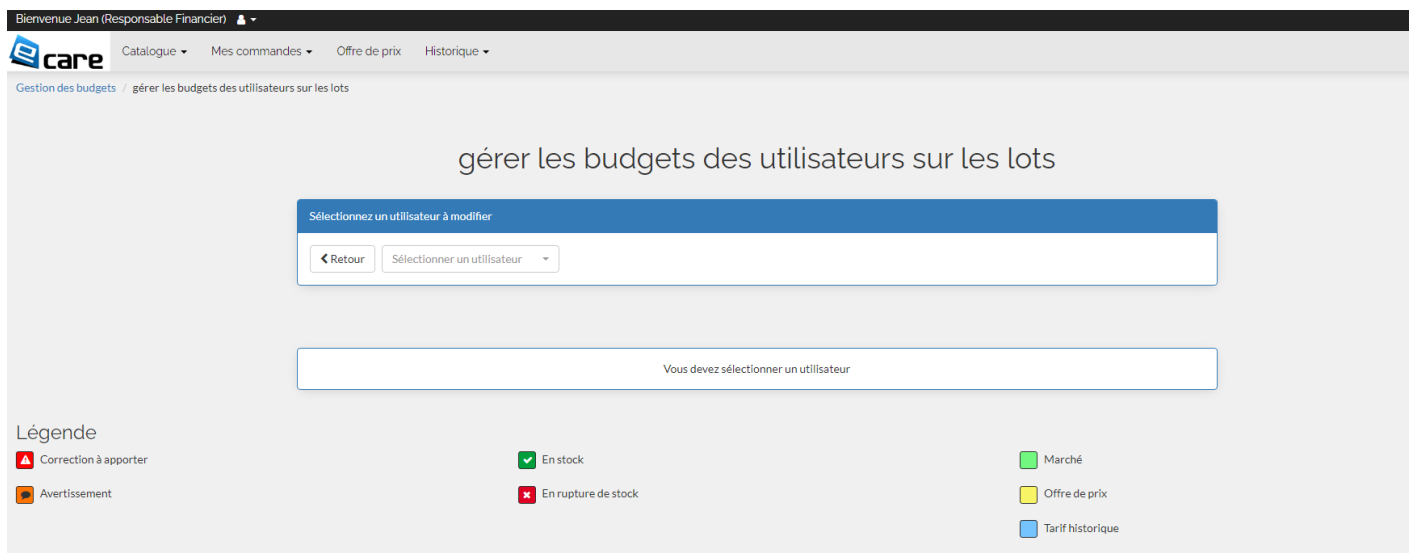 Bienvenue Jean (Responsable Financier)
ecare Catalogue Mes commandes Offre de prix Historique
Gestion des budgets / gérer les budgets des utilisateurs sur les lots
gérer les budgets des utilisateurs sur les lots
Sélectionnez un utilisateur à modifier
Retour Sélectionner un utilisateur
Vous devez sélectionner un utilisateur
Légende
Correction à apporter En stock Marché
Avertissement En rupture de stock Offre de prix
Tarif historique